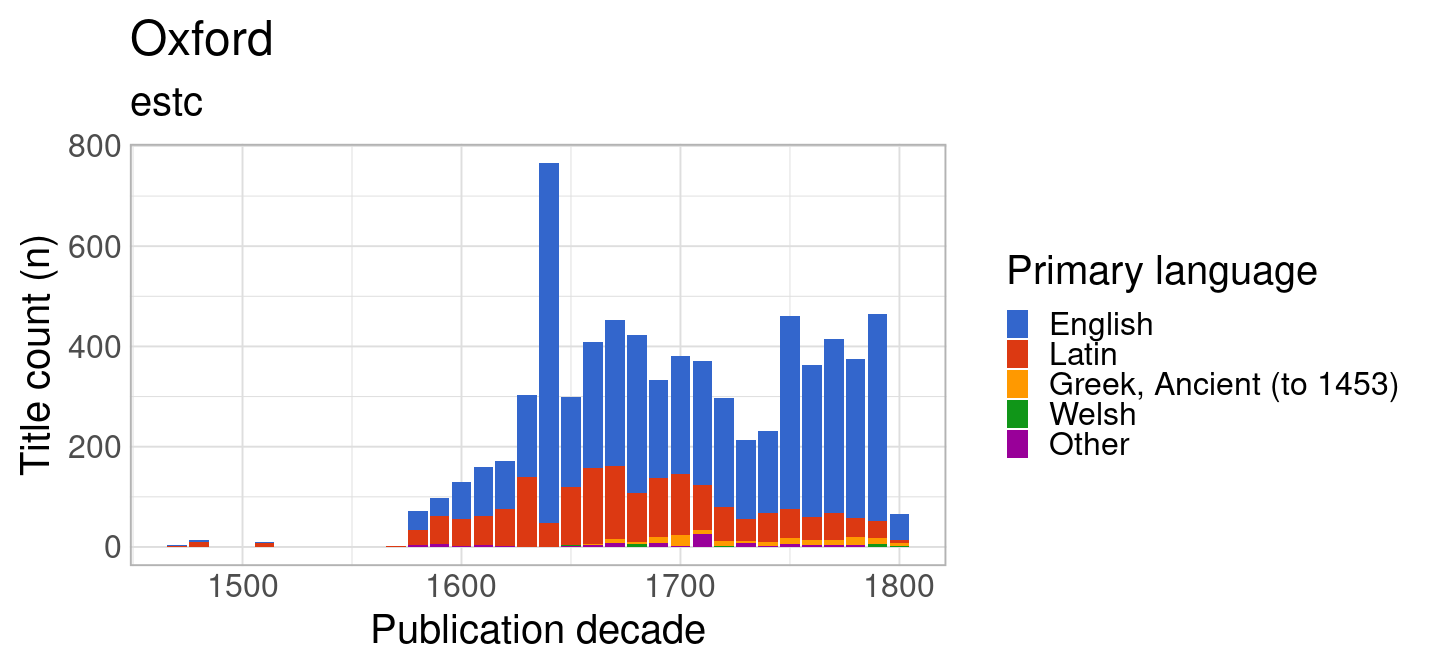 Oxford
estc
800
600
400
200
0
Title count (n)
1500 1600 1700 1800
Publication decade
Primary language
English
Latin
Greek, Ancient (to 1453)
Welsh
Other